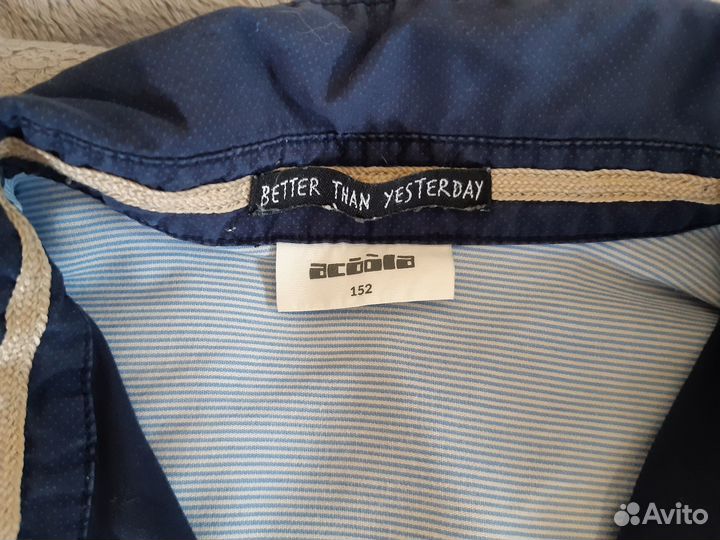 BETTER THAN YESTERDAY
acoola
152
Avito